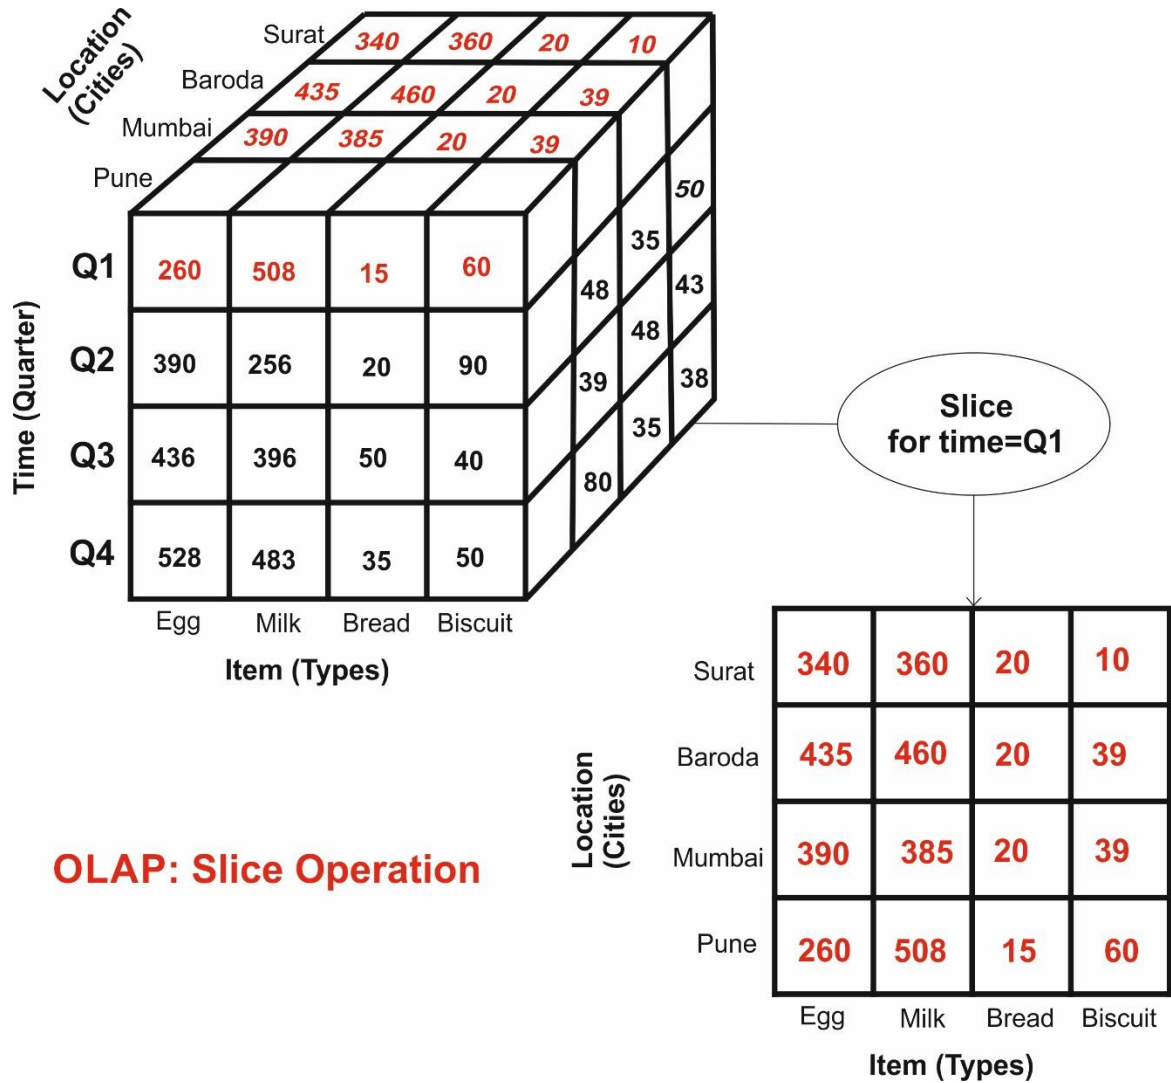 Location
(Cities)
Surat 340 360 20 10
Baroda 435 460 20 39
Mumbai 390 385 20 39
Pune
Time (Quarter)
Q1 260 508 15 60
Q2 390 256 20 90
Q3 436 396 50 40
Q4 528 483 35 50
48 35 50
39 48 43
80 35 38
Egg Milk Bread Biscuit
Item (Types)
Slice
for time=Q1
Location
(Cities)
Surat 340 360 20 10
Baroda 435 460 20 39
Mumbai 390 385 20 39
Pune 260 508 15 60
Egg Milk Bread Biscuit
Item (Types)
OLAP: Slice Operation